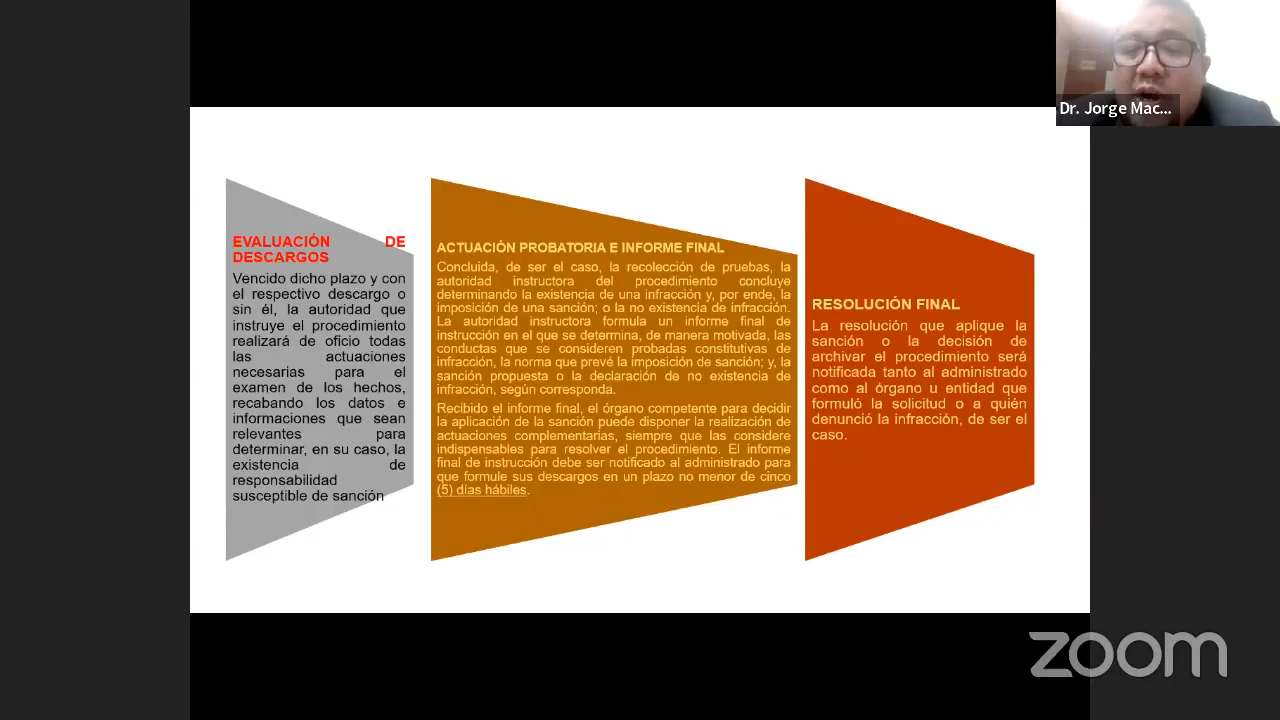 Dr. Jorge Mac...
EVALUACIÓN DE
DESCARGOS
Vencido dicho plazo y con
el respectivo descargo o
sin él, la autoridad que
instruye el procedimiento
realizará de oficio todas
las actuaciones
necesarias para el
examen de los hechos,
recabando los datos e
informaciones que sean
relevantes para
determinar, en su caso, la
existencia de
responsabilidad
susceptible de sanción
ACTUACIÓN PROBATORIA E INFORME FINAL
Concluida, de ser el caso, la recolección de pruebas, la
autoridad instructora del procedimiento concluye
determinando la existencia de una infracción y, por ende, la
imposición de una sanción; o la no existencia de infracción.
La autoridad instructora formula un informe final de
instrucción en el que se determina, de manera motivada, las
conductas que se consideren probadas constitutivas de
infracción, la norma que prevé la imposición de sanción; y, la
sanción propuesta o la declaración de no existencia de
infracción, según corresponda.
Recibido el informe final, el órgano competente para decidir
la aplicación de la sanción puede disponer la realización de
actuaciones complementarias, siempre que las considere
indispensables para resolver el procedimiento. El informe
final de instrucción debe ser notificado al administrado para
que formule sus descargos en un plazo no menor de cinco
(5) días hábiles.
RESOLUCIÓN FINAL
La resolución que aplique la
sanción o la decisión de
archivar el procedimiento será
notificada tanto al administrado
como al órgano u entidad que
formuló la solicitud o a quién
denunció la infracción, de ser el
caso.
zoom